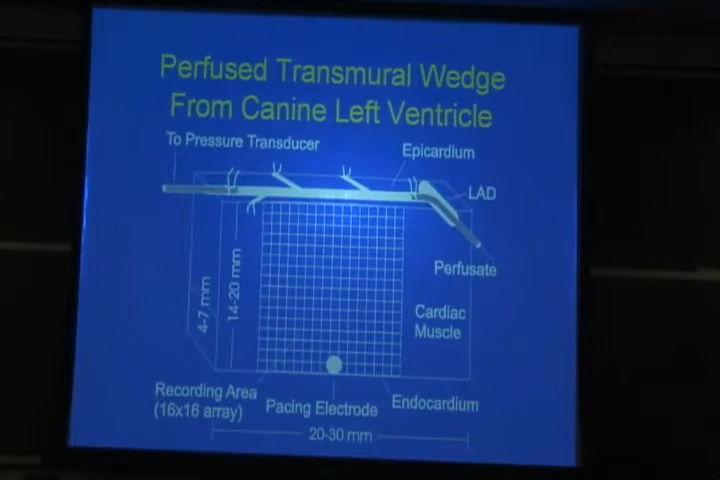 Perfused Transmural Wedge
From Canine Left Ventricle
To Pressure Transducer
Epicardium
LAD
Perfusate
4-7 mm
14-20 mm
Cardiac
Muscle
Recording Area
(16x16 array)
Pacing Electrode
Endocardium
20-30 mm